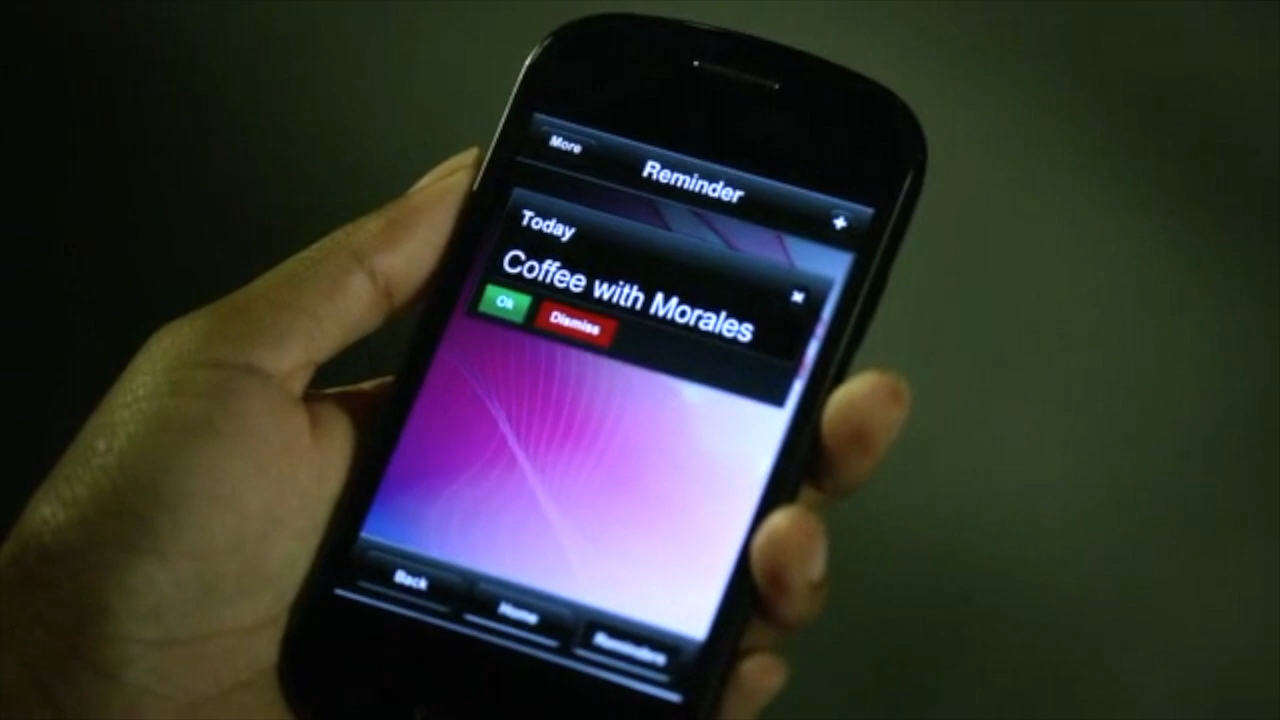 More
Reminder
+
Today
Coffee with Morales
Ok
Dismiss
Back
Home
Reminders